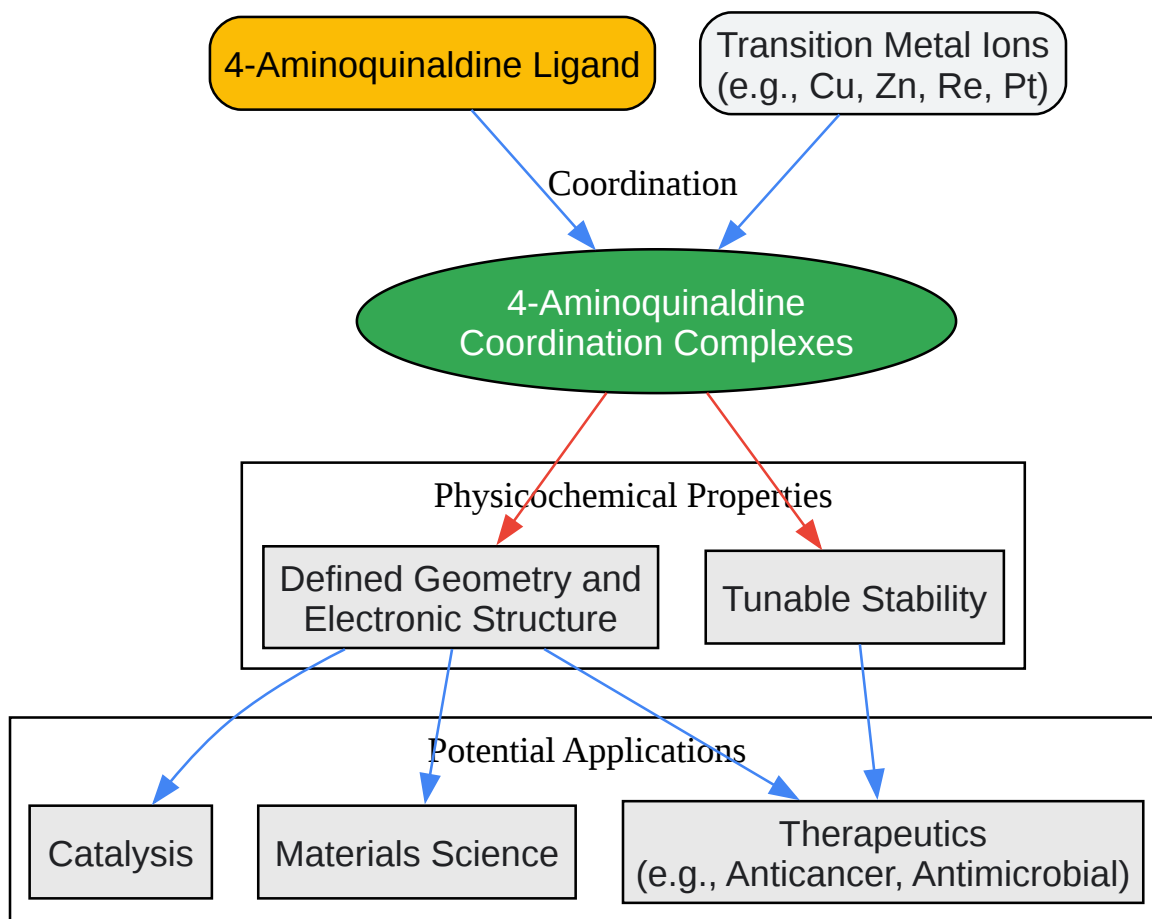 4-Aminoquinaldine Ligand
Transition Metal Ions
(e.g., Cu, Zn, Re, Pt)
Coordination
4-Aminoquinaldine
Coordination Complexes
Physicochemical Properties
Defined Geometry and
Electronic Structure
Tunable Stability
Potential Applications
Catalysis
Materials Science
Therapeutics
(e.g., Anticancer, Antimicrobial)